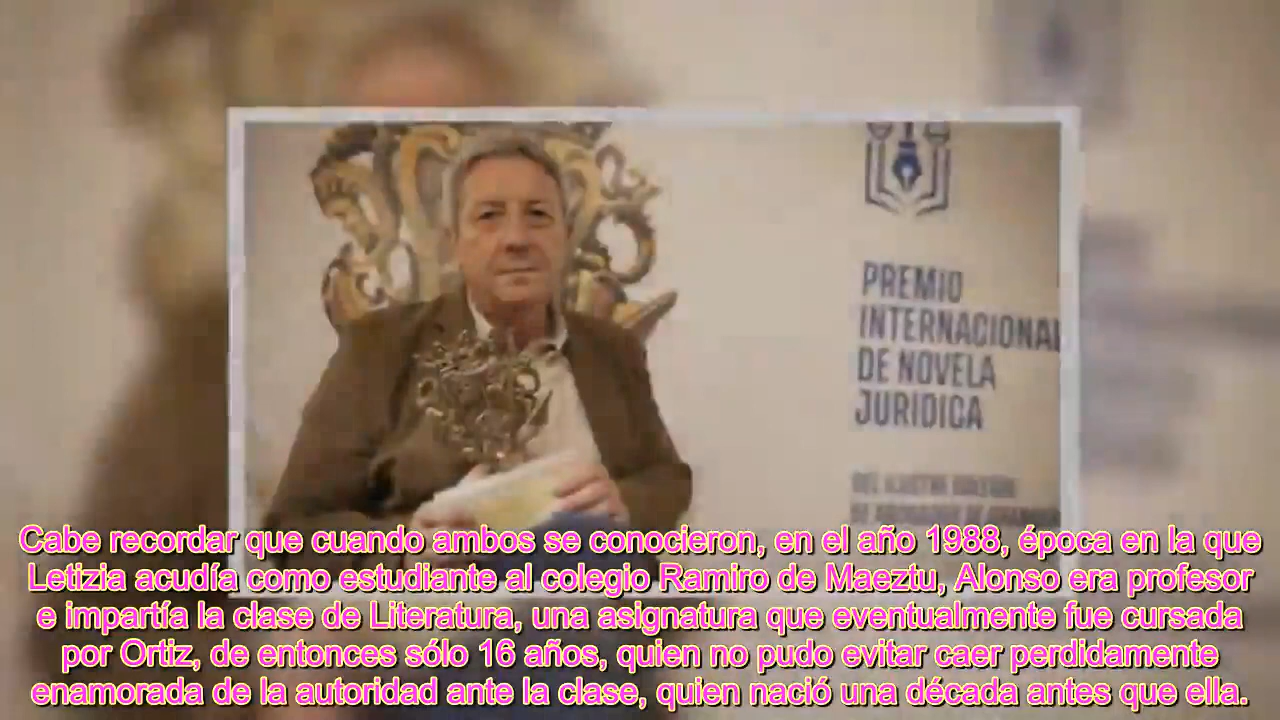 PREMIO
INTERNACIONAL
DE NOVELA
JURIDICA
Cabe recordar que cuando ambos se conocieron, en el año 1988, época en la que
Letizia acudía como estudiante al colegio Ramiro de Maeztu, Alonso era profesor
e impartía la clase de Literatura, una asignatura que eventualmente fue cursada
por Ortiz, de entonces sólo 16 años, quien no pudo evitar caer perdidamente
enamorada de la autoridad ante la clase, quien nació una década antes que ella.